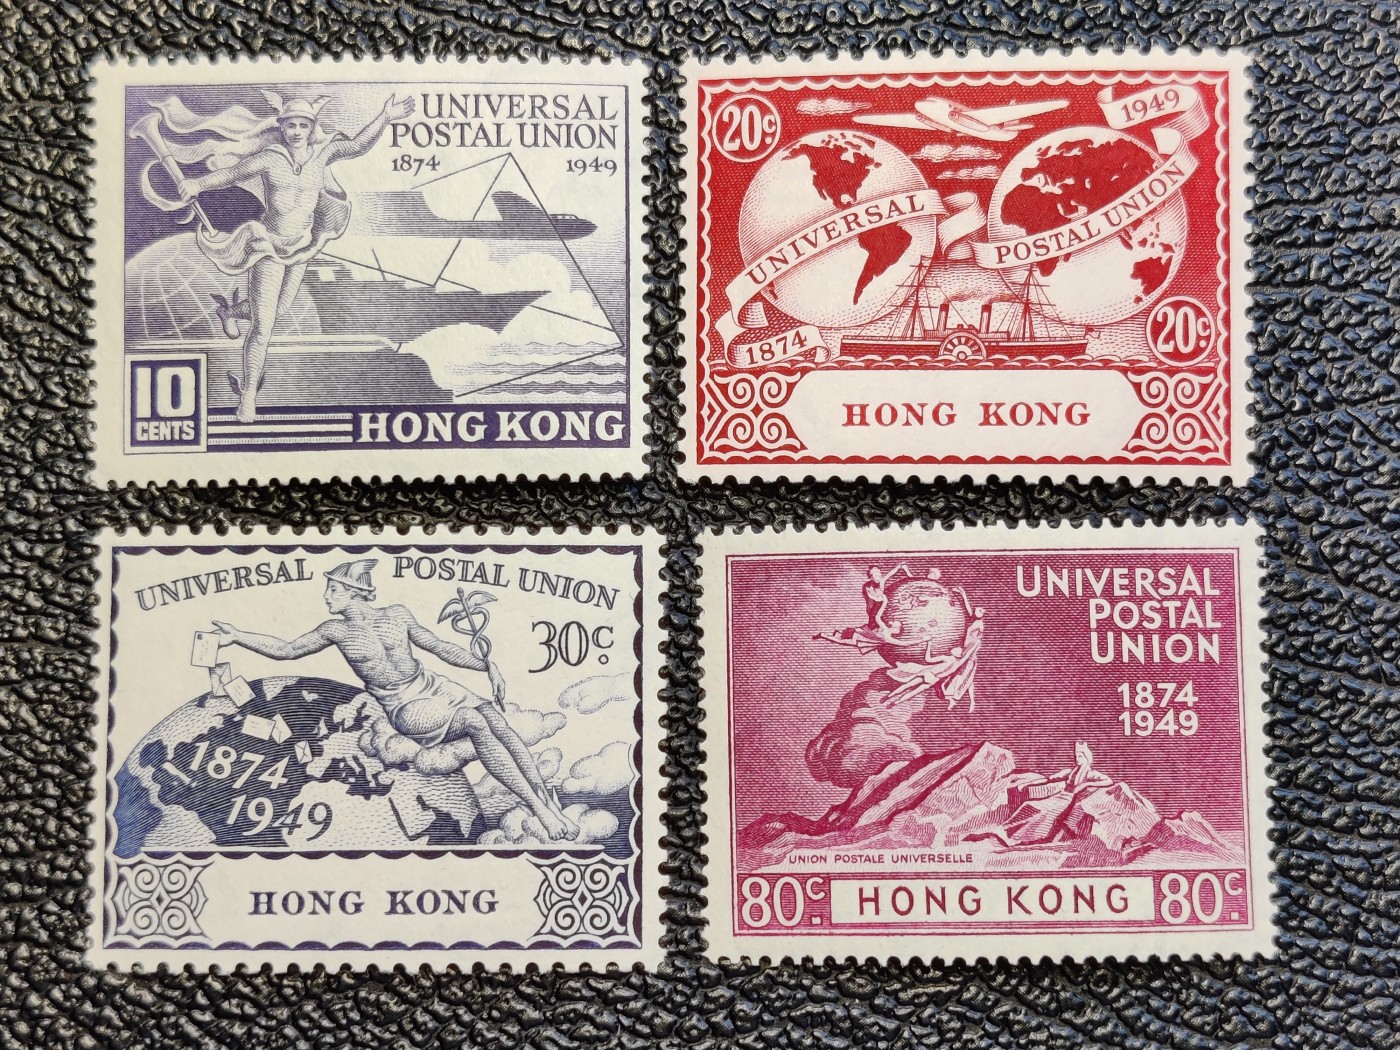 UNIVERSAL
POSTAL UNION
1874 1949
10
CENTS
HONG KONG
20c
1949
UNIVERSAL
POSTAL UNION
1874
20c
HONG KONG
UNIVERSAL POSTAL UNION
30c
1874
1949
HONG KONG
UNIVERSAL
POSTAL
UNION
1874
1949
UNION POSTALE UNIVERSELLE
80c HONG KONG 80c